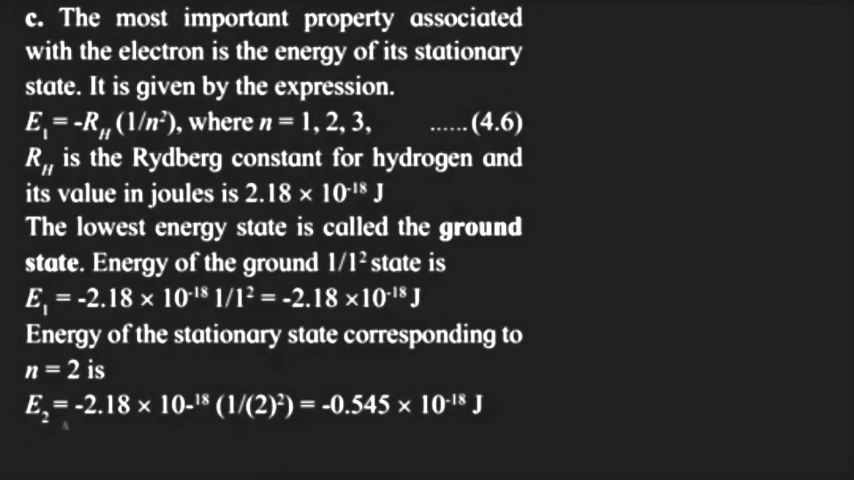 c. The most important property associated
with the electron is the energy of its stationary
state. It is given by the expression.
E₁ = -R_H (1/n²), where n = 1, 2, 3, ......(4.6)
R_H is the Rydberg constant for hydrogen and
its value in joules is 2.18 × 10⁻¹⁸ J
The lowest energy state is called the ground
state. Energy of the ground 1/1² state is
E₁ = -2.18 × 10⁻¹⁸ 1/1² = -2.18 ×10⁻¹⁸ J
Energy of the stationary state corresponding to
n = 2 is
E₂ = -2.18 × 10-¹⁸ (1/(2)²) = -0.545 × 10⁻¹⁸ J